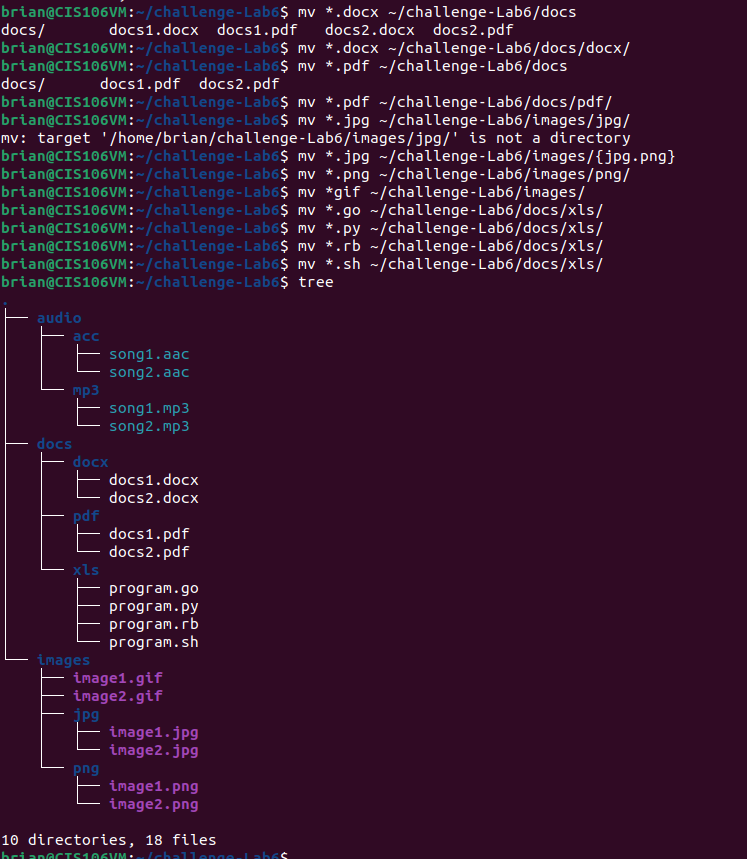 brian@CIS106VM:~/challenge-Lab6$ mv *.docx ~/challenge-Lab6/docs
docs/       docs1.docx  docs1.pdf   docs2.docx  docs2.pdf
brian@CIS106VM:~/challenge-Lab6$ mv *.docx ~/challenge-Lab6/docs/docx/
brian@CIS106VM:~/challenge-Lab6$ mv *.pdf ~/challenge-Lab6/docs
docs/      docs1.pdf  docs2.pdf
brian@CIS106VM:~/challenge-Lab6$ mv *.pdf ~/challenge-Lab6/docs/pdf/
brian@CIS106VM:~/challenge-Lab6$ mv *.jpg ~/challenge-Lab6/images/jpg/
mv: target '/home/brian/challenge-Lab6/images/jpg/' is not a directory
brian@CIS106VM:~/challenge-Lab6$ mv *.jpg ~/challenge-Lab6/images/{jpg.png}
brian@CIS106VM:~/challenge-Lab6$ mv *.png ~/challenge-Lab6/images/png/
brian@CIS106VM:~/challenge-Lab6$ mv *gif ~/challenge-Lab6/images/
brian@CIS106VM:~/challenge-Lab6$ mv *.go ~/challenge-Lab6/docs/xls/
brian@CIS106VM:~/challenge-Lab6$ mv *.py ~/challenge-Lab6/docs/xls/
brian@CIS106VM:~/challenge-Lab6$ mv *.rb ~/challenge-Lab6/docs/xls/
brian@CIS106VM:~/challenge-Lab6$ mv *.sh ~/challenge-Lab6/docs/xls/
brian@CIS106VM:~/challenge-Lab6$ tree
.
├── audio
│   ├── acc
│   │   ├── song1.aac
│   │   └── song2.aac
│   └── mp3
│       ├── song1.mp3
│       └── song2.mp3
├── docs
│   ├── docx
│   │   ├── docs1.docx
│   │   └── docs2.docx
│   ├── pdf
│   │   ├── docs1.pdf
│   │   └── docs2.pdf
│   └── xls
│       ├── program.go
│       ├── program.py
│       ├── program.rb
│       └── program.sh
└── images
    ├── image1.gif
    ├── image2.gif
    ├── jpg
    │   ├── image1.jpg
    │   └── image2.jpg
    └── png
        ├── image1.png
        └── image2.png
10 directories, 18 files
brian@CIS106VM:~/challenge-Lab6$